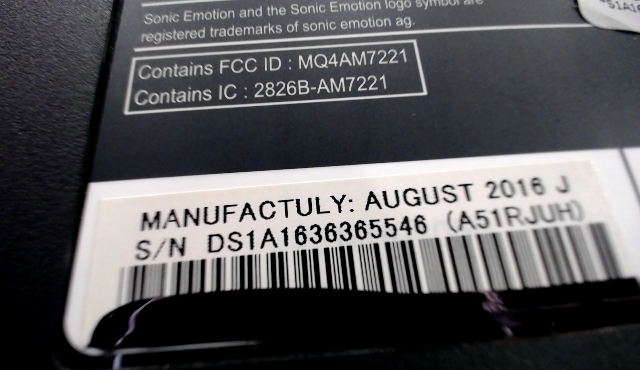 Sonic Emotion and the Sonic Emotion logo symbol are
registered trademarks of sonic emotion ag.
Contains FCC ID : MQ4AM7221
Contains IC : 2826B-AM7221
MANUFACTULY: AUGUST 2016 J
S/N DS1A1636365546 (A51RJUH)